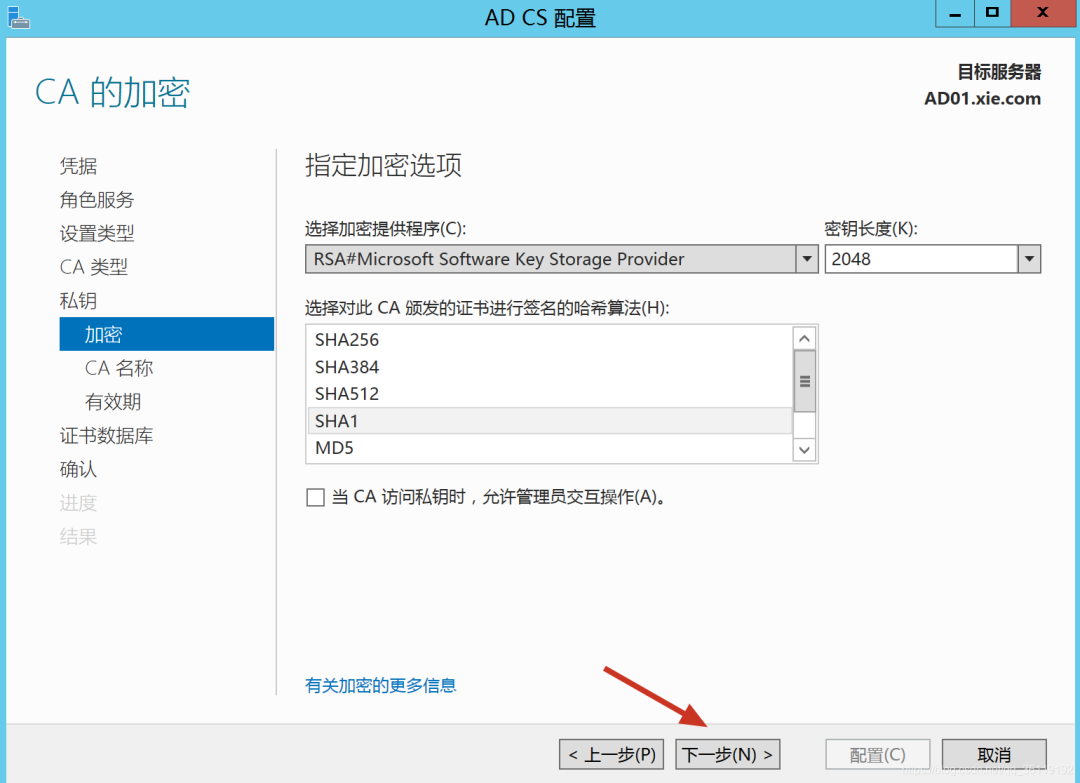 AD CS 配置
CA 的加密
目标服务器
AD01.xie.com
凭据
角色服务
设置类型
CA 类型
私钥
加密
CA 名称
有效期
证书数据库
确认
进度
结果
指定加密选项
选择加密提供程序(C):
密钥长度(K):
RSA#Microsoft Software Key Storage Provider
2048
选择对此 CA 颁发的证书进行签名的哈希算法(H):
SHA256
SHA384
SHA512
SHA1
MD5
当 CA 访问私钥时，允许管理员交互操作(A)。
有关加密的更多信息
< 上一步(P)
下一步(N) >
配置(C)
取消